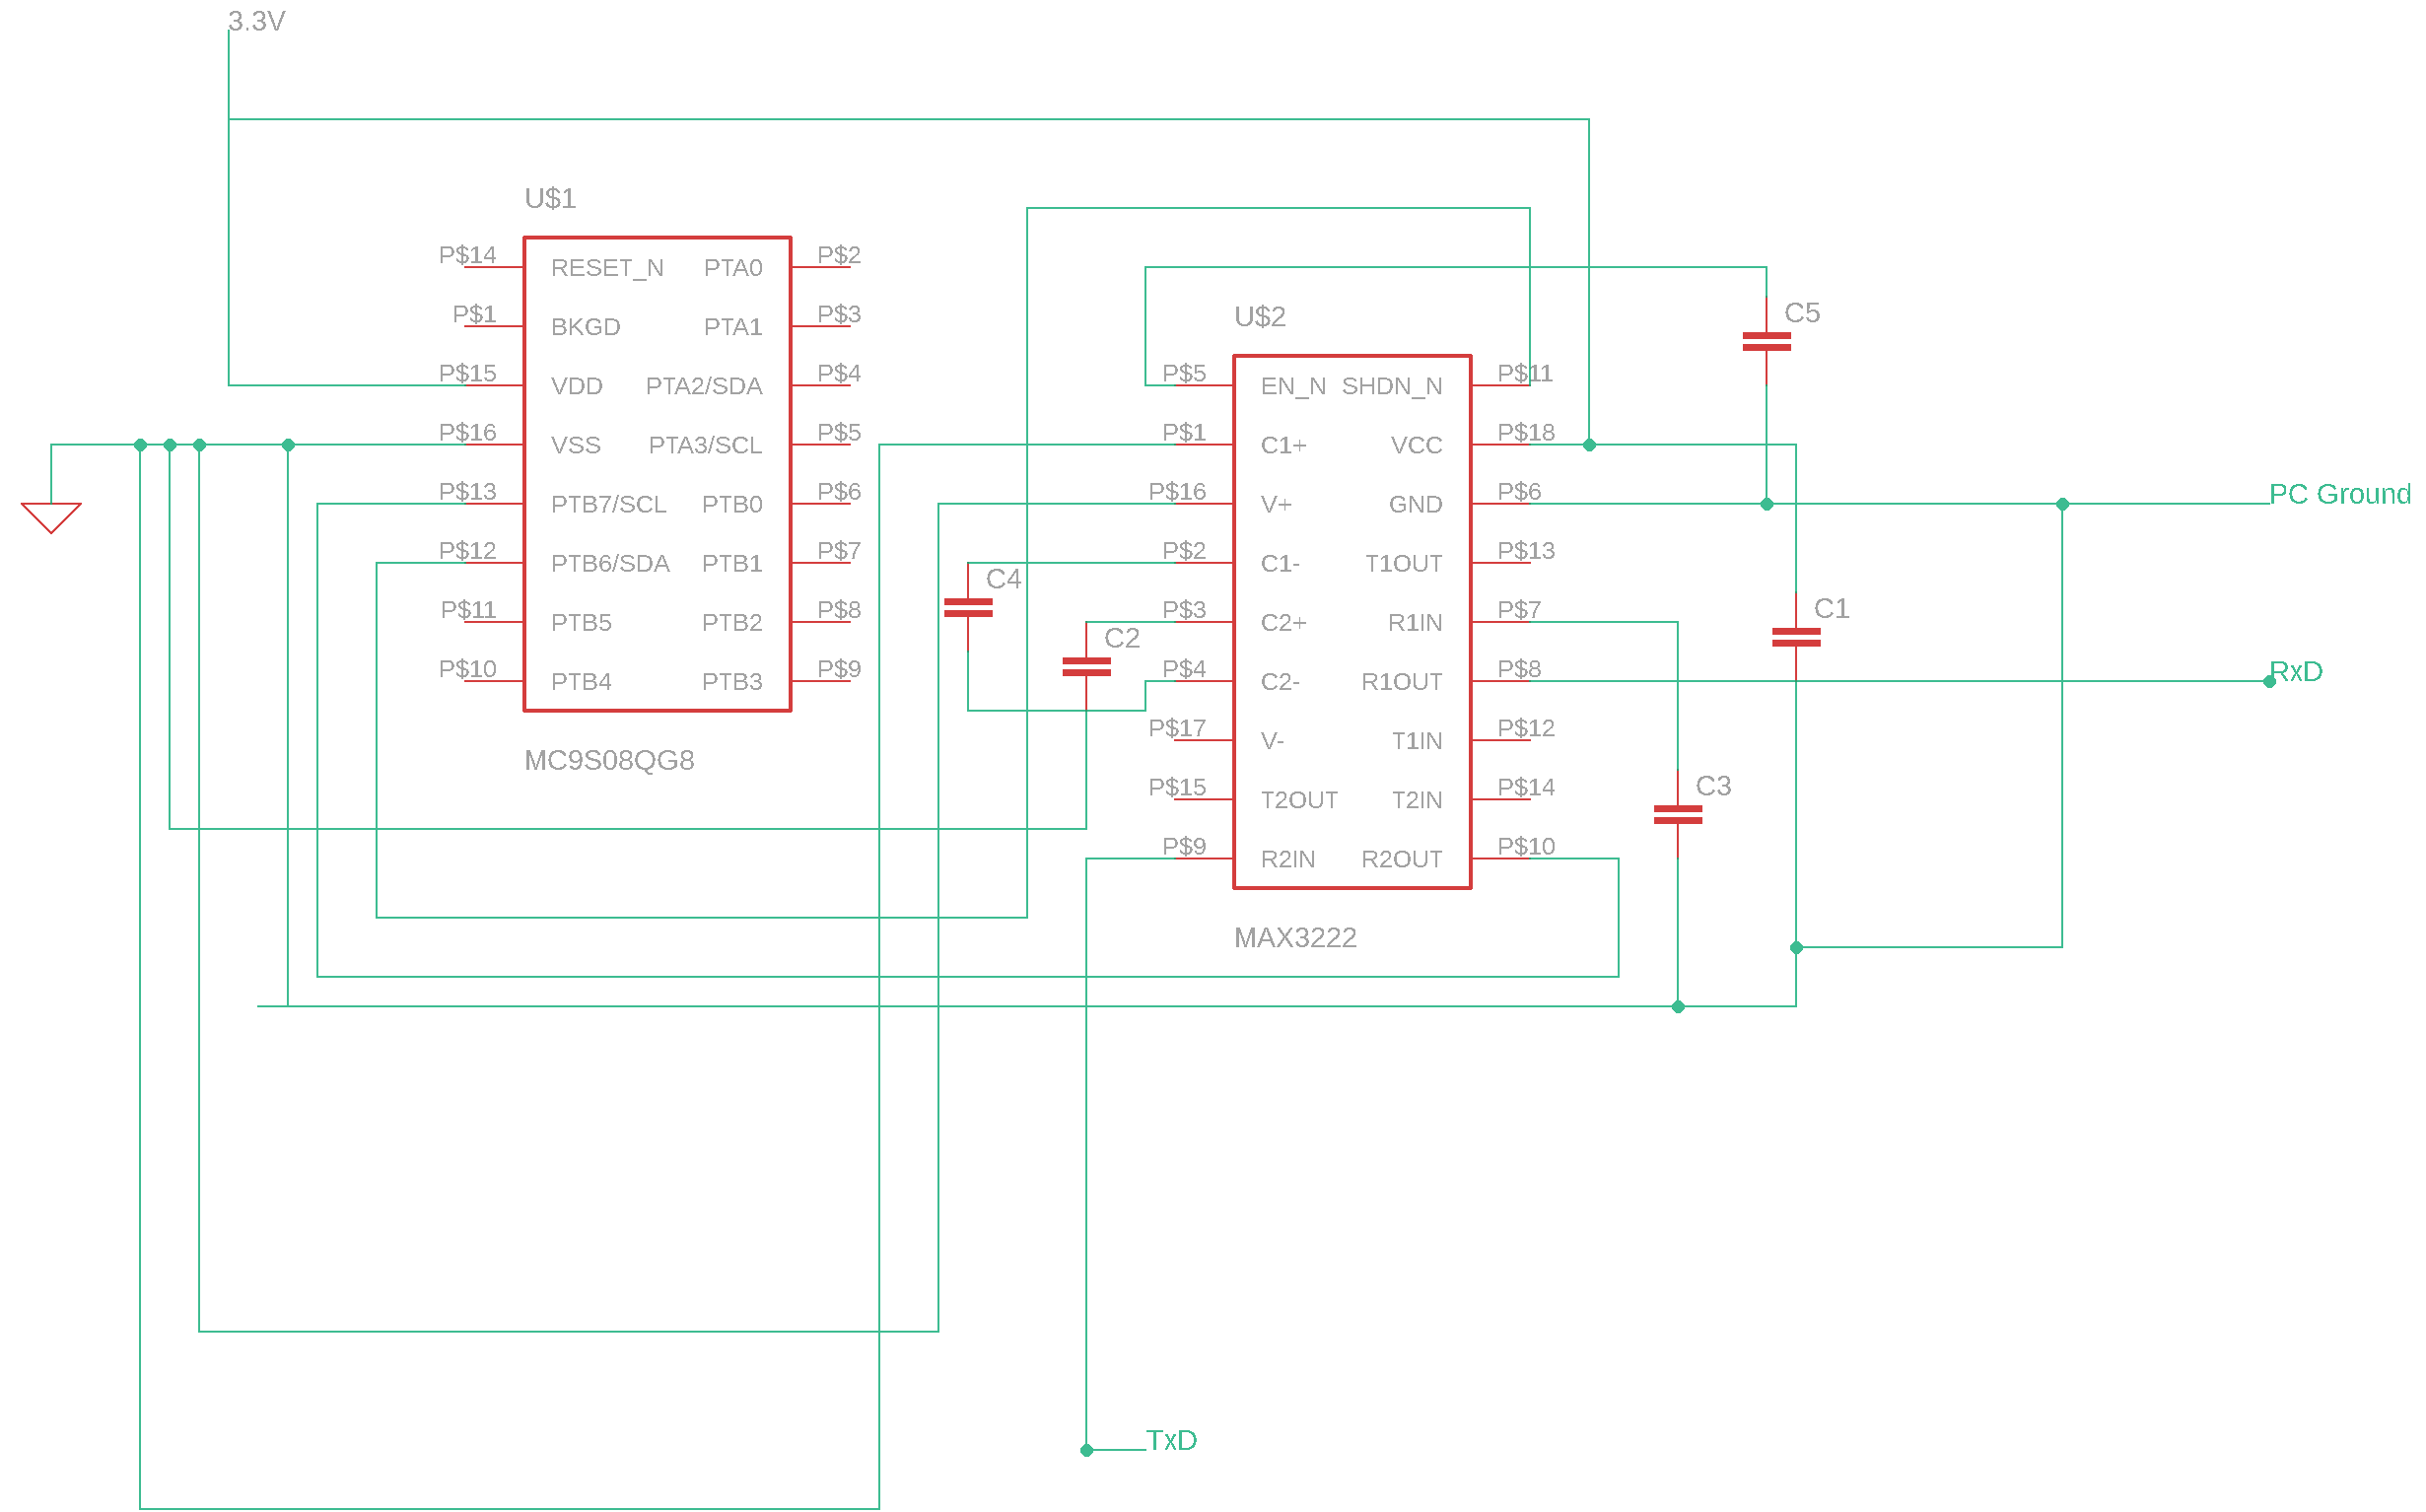 3.3V
U$1
P$14 RESET_N PTA0 P$2
P$1 BKGD PTA1 P$3
P$15 VDD PTA2/SDA P$4
P$16 VSS PTA3/SCL P$5
P$13 PTB7/SCL PTB0 P$6
P$12 PTB6/SDA PTB1 P$7
P$11 PTB5 PTB2 P$8
P$10 PTB4 PTB3 P$9
MC9S08QG8
U$2
P$5 EN_N SHDN_N P$11
P$1 C1+ VCC P$18
P$16 V+ GND P$6
P$2 C1- T1OUT P$13
P$3 C2+ R1IN P$7
P$4 C2- R1OUT P$8
P$17 V- T1IN P$12
P$15 T2OUT T2IN P$14
P$9 R2IN R2OUT P$10
MAX3222
C4
C2
C5
C1
C3
PC Ground
RxD
TxD